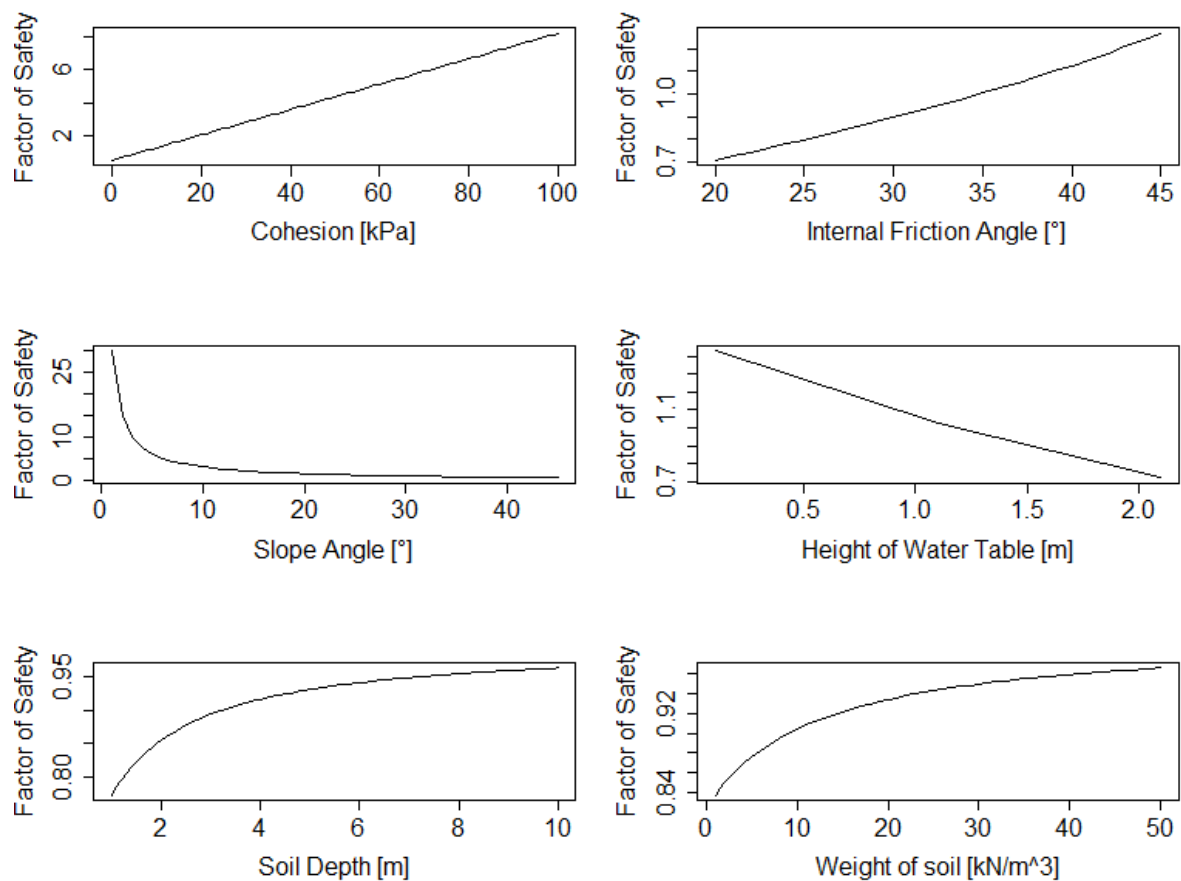 Factor of Safety
2 6
0 20 40 60 80 100
Cohesion [kPa]
Factor of Safety
0.7 1.0
20 25 30 35 40 45
Internal Friction Angle [°]
Factor of Safety
0 10 25
0 10 20 30 40
Slope Angle [°]
Factor of Safety
0.7 1.1
0.5 1.0 1.5 2.0
Height of Water Table [m]
Factor of Safety
0.80 0.95
2 4 6 8 10
Soil Depth [m]
Factor of Safety
0.84 0.92
0 10 20 30 40 50
Weight of soil [kN/m^3]